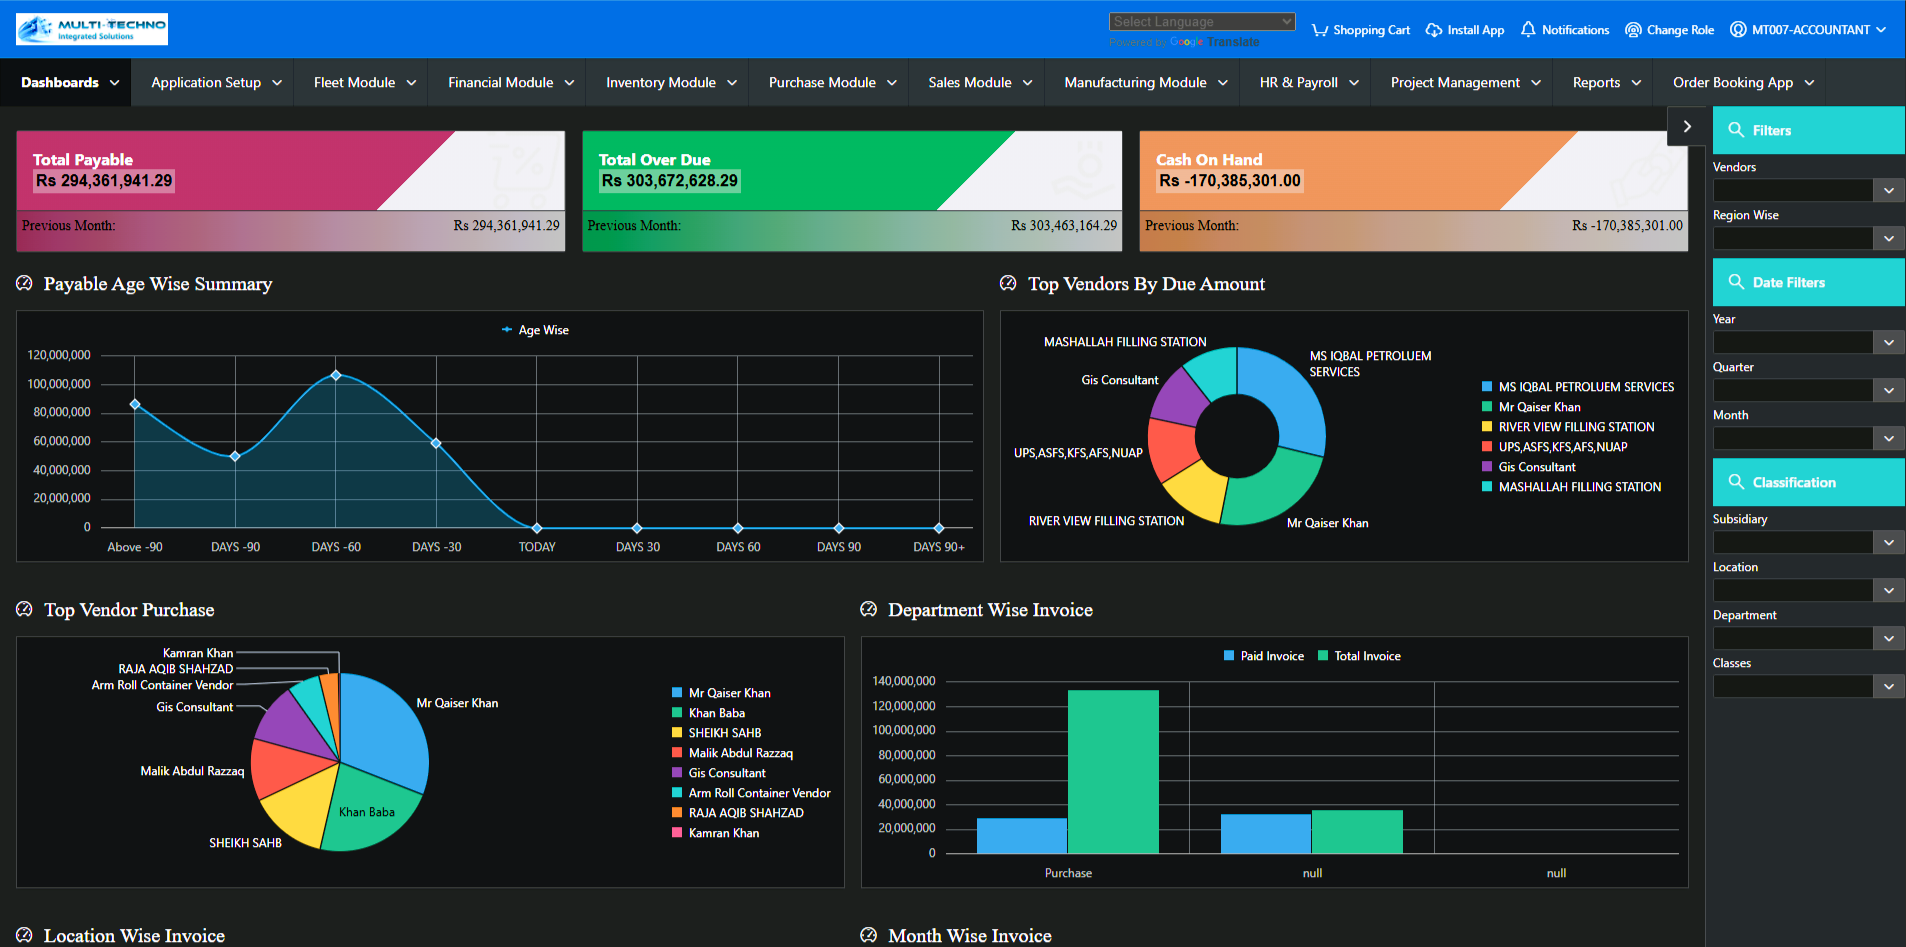 MULTI-TECHNO
Integrated Solutions
Select Language
Powered by Google Translate
Shopping Cart
Install App
Notifications
Change Role
MT007-ACCOUNTANT
Dashboards
Application Setup
Fleet Module
Financial Module
Inventory Module
Purchase Module
Sales Module
Manufacturing Module
HR & Payroll
Project Management
Reports
Order Booking App
Total Payable
Rs 294,361,941.29
Previous Month:
Rs 294,361,941.29
Total Over Due
Rs 303,672,628.29
Previous Month:
Rs 303,463,164.29
Cash On Hand
Rs -170,385,301.00
Previous Month:
Rs -170,385,301.00
Payable Age Wise Summary
Age Wise
120,000,000
100,000,000
80,000,000
60,000,000
40,000,000
20,000,000
0
Above -90
DAYS -90
DAYS -60
DAYS -30
TODAY
DAYS 30
DAYS 60
DAYS 90
DAYS 90+
Top Vendors By Due Amount
MASHALLAH FILLING STATION
MS IQBAL PETROLUEM
SERVICES
Gis Consultant
UPS,ASFS,KFS,AFS,NUAP
RIVER VIEW FILLING STATION
Mr Qaiser Khan
MS IQBAL PETROLUEM SERVICES
Mr Qaiser Khan
RIVER VIEW FILLING STATION
UPS,ASFS,KFS,AFS,NUAP
Gis Consultant
MASHALLAH FILLING STATION
Top Vendor Purchase
Kamran Khan
RAJA AQIB SHAHZAD
Arm Roll Container Vendor
Gis Consultant
Mr Qaiser Khan
Malik Abdul Razzaq
Khan Baba
SHEIKH SAHB
Mr Qaiser Khan
Khan Baba
SHEIKH SAHB
Malik Abdul Razzaq
Gis Consultant
Arm Roll Container Vendor
RAJA AQIB SHAHZAD
Kamran Khan
Department Wise Invoice
Paid Invoice
Total Invoice
140,000,000
120,000,000
100,000,000
80,000,000
60,000,000
40,000,000
20,000,000
0
Purchase
null
null
Location Wise Invoice
Month Wise Invoice
Filters
Vendors
Region Wise
Date Filters
Year
Quarter
Month
Classification
Subsidiary
Location
Department
Classes